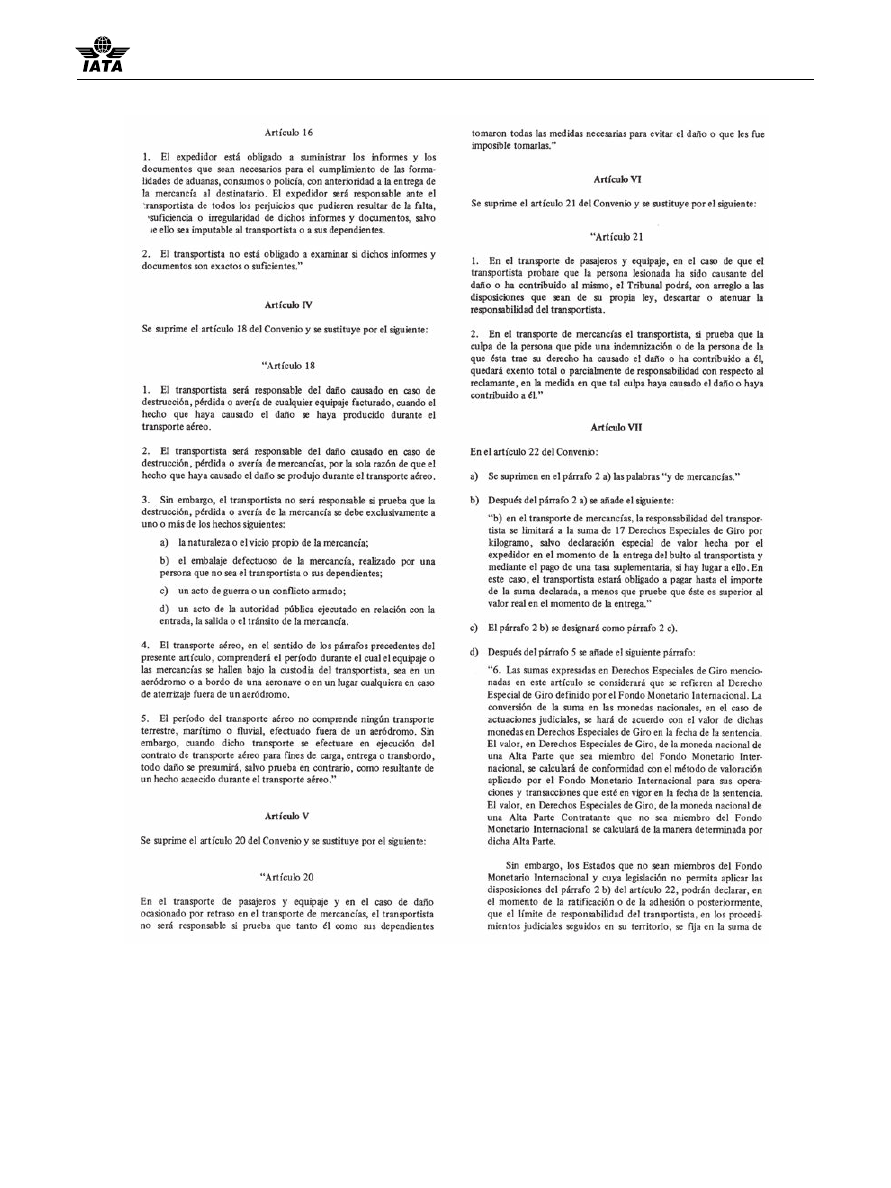 IATA
Artículo 16
1. El expedidor está obligado a suministrar los informes y los
documentos que sean necesarios para el cumplimiento de las forma-
lidades de aduanas, consumos o policía, con anterioridad a la entrega de
la mercancía al destinatario. El expedidor será responsable ante el
transportista de todos los perjuicios que pudieren resultar de la falta,
suficiencia o irregularidad de dichos informes y documentos, salvo
ue ello sea imputable al transportista o a sus dependientes.
2. El transportista no está obligado a examinar si dichos informes y
documentos son exactos o suficientes.”
Artículo IV
Se suprime el artículo 18 del Convenio y se sustituye por el siguiente:
“Artículo 18
1. El transportista será responsable del daño causado en caso de
destrucción, pérdida o avería de cualquier equipaje facturado, cuando el
hecho que haya causado el daño se haya producido durante el
transporte aéreo.
2. El transportista será responsable del daño causado en caso de
destrucción, pérdida o avería de mercancías, por la sola razón de que el
hecho que haya causado el daño se produjo durante el transporte aéreo.
3. Sin embargo, el transportista no será responsable si prueba que la
destrucción, pérdida o avería de la mercancía se debe exclusivamente a
uno o más de los hechos siguientes:
a) la naturaleza o el vicio propio de la mercancía;
b) el embalaje defectuoso de la mercancía, realizado por una
persona que no sea el transportista o sus dependientes;
c) un acto de guerra o un conflicto armado;
d) un acto de la autoridad pública ejecutado en relación con la
entrada, la salida o el tránsito de la mercancía.
4. El transporte aéreo, en el sentido de los párrafos precedentes del
presente artículo, comprenderá el período durante el cual el equipaje o
las mercancías se hallen bajo la custodia del transportista, sea en un
aeródromo o a bordo de una aeronave o en un lugar cualquiera en caso
de aterrizaje fuera de un aeródromo.
5. El período del transporte aéreo no comprende ningún transporte
terrestre, marítimo o fluvial, efectuado fuera de un aeródromo. Sin
embargo, cuando dicho transporte se efectuare en ejecución del
contrato de transporte aéreo para fines de carga, entrega o transbordo,
todo daño se presumirá, salvo prueba en contrario, como resultante de
un hecho acaecido durante el transporte aéreo.”
Artículo V
Se suprime el artículo 20 del Convenio y se sustituye por el siguiente:
“Artículo 20
En el transporte de pasajeros y equipaje y en el caso de daño
ocasionado por retraso en el transporte de mercancías, el transportista
no será responsable si prueba que tanto él como sus dependientes
tomaron todas las medidas necesarias para evitar el daño o que les fue
imposible tomarlas.”
Artículo VI
Se suprime el artículo 21 del Convenio y se sustituye por el siguiente:
“Artículo 21
1. En el transporte de pasajeros y equipaje, en el caso de que el
transportista probare que la persona lesionada ha sido causante del
daño o ha contribuido al mismo, el Tribunal podrá, con arreglo a las
disposiciones que sean de su propia ley, descartar o atenuar la
responsabilidad del transportista.
2. En el transporte de mercancías el transportista, si prueba que la
culpa de la persona que pide una indemnización o de la persona de la
que ésta trae su derecho ha causado el daño o ha contribuido a él,
quedará exento total o parcialmente de responsabilidad con respecto al
reclamante, en la medida en que tal culpa haya causado el daño o haya
contribuido a él.”
Artículo VII
En el artículo 22 del Convenio:
a) Se suprimen en el párrafo 2 a) las palabras “y de mercancías.”
b) Después del párrafo 2 a) se añade el siguiente:
“b) en el transporte de mercancías, la responsabilidad del transpor-
tista se limitará a la suma de 17 Derechos Especiales de Giro por
kilogramo, salvo declaración especial de valor hecha por el
expedidor en el momento de la entrega del bulto al transportista y
mediante el pago de una tasa suplementaria, si hay lugar a ello. En
este caso, el transportista estará obligado a pagar hasta el importe
de la suma declarada, a menos que pruebe que éste es superior al
valor real en el momento de la entrega.”
c) El párrafo 2 b) se designará como párrafo 2 c).
d) Después del párrafo 5 se añade el siguiente párrafo:
“6. Las sumas expresadas en Derechos Especiales de Giro mencio-
nadas en este artículo se considerará que se refieren al Derecho
Especial de Giro definido por el Fondo Monetario Internacional. La
conversión de la suma en las monedas nacionales, en el caso de
actuaciones judiciales, se hará de acuerdo con el valor de dichas
monedas en Derechos Especiales de Giro en la fecha de la sentencia.
El valor, en Derechos Especiales de Giro, de la moneda nacional de
una Alta Parte que sea miembro del Fondo Monetario Inter-
nacional, se calculará de conformidad con el método de valoración
aplicado por el Fondo Monetario Internacional para sus opera-
ciones y transacciones que esté en vigor en la fecha de la sentencia.
El valor, en Derechos Especiales de Giro, de la moneda nacional de
una Alta Parte Contratante que no sea miembro del Fondo
Monetario Internacional se calculará de la manera determinada por
dicha Alta Parte.
Sin embargo, los Estados que no sean miembros del Fondo
Monetario Internacional y cuya legislación no permita aplicar las
disposiciones del párrafo 2 b) del artículo 22, podrán declarar, en
el momento de la ratificación o de la adhesión o posteriormente,
que el límite de responsabilidad del transportista, en los procedi-
mientos judiciales seguidos en su territorio, se fija en la suma de